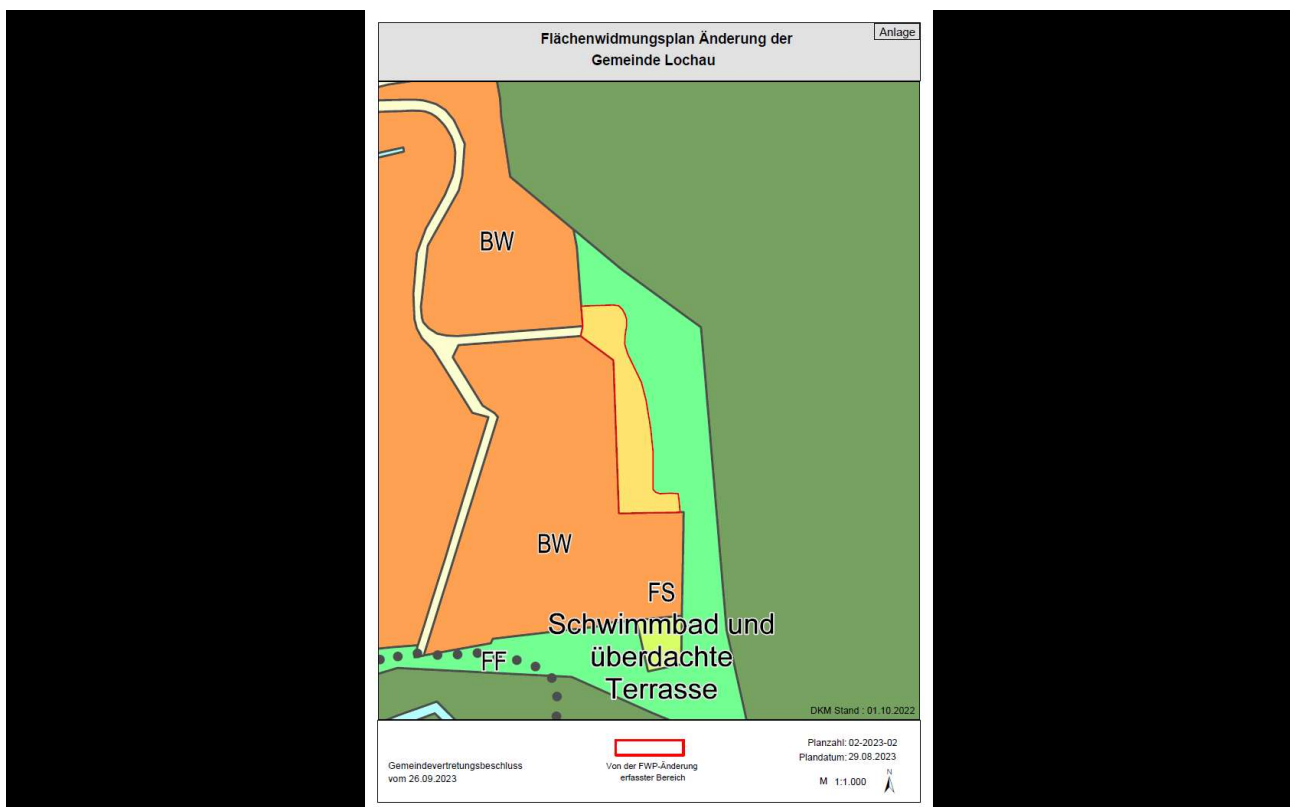 Flächenwidmungsplan Änderung der
Gemeinde Lochau
Anlage
BW
BW
FS
Schwimmbad und
überdachte
Terrasse
FF
DKM Stand : 01.10.2022
Gemeindevertretungsbeschluss
vom 26.09.2023
Von der FWP-Änderung
erfasster Bereich
Planzahl: 02-2023-02
Plandatum: 29.08.2023
M 1:1.000
N